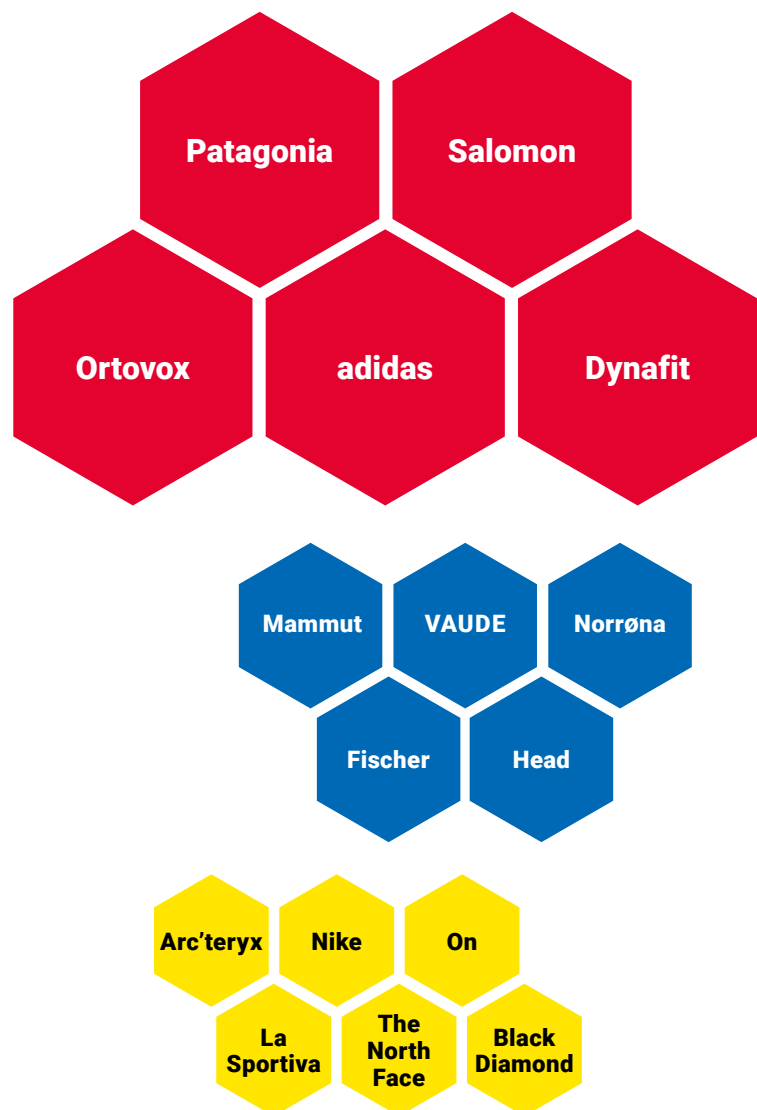 Patagonia
Salomon
Ortovox
adidas
Dynafit
Mammut
VAUDE
Norrøna
Fischer
Head
Arc’teryx
Nike
On
La
Sportiva
The
North
Face
Black
Diamond